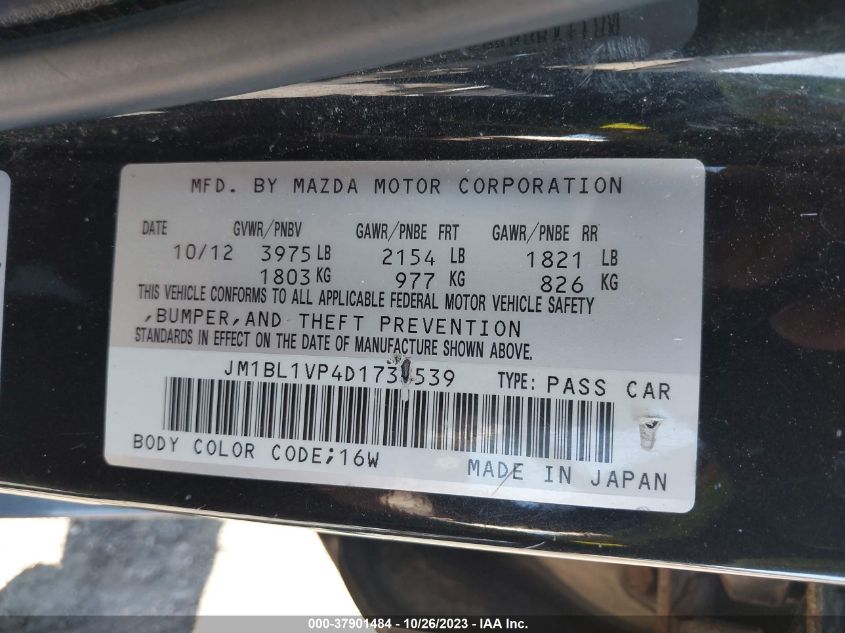 MFD. BY MAZDA MOTOR CORPORATION
DATE GVWR/PNBV GAWR/PNBE FRT GAWR/PNBE RR
10/12 3975 LB 2154 LB 1821 LB
1803 KG 977 KG 826 KG
THIS VEHICLE CONFORMS TO ALL APPLICABLE FEDERAL MOTOR VEHICLE SAFETY
,BUMPER,AND THEFT PREVENTION
STANDARDS IN EFFECT ON THE DATE OF MANUFACTURE SHOWN ABOVE.
TYPE: PASS CAR
BODY COLOR CODE;16W
MADE IN JAPAN
000-37901484 - 10/26/2023 - IAA Inc.